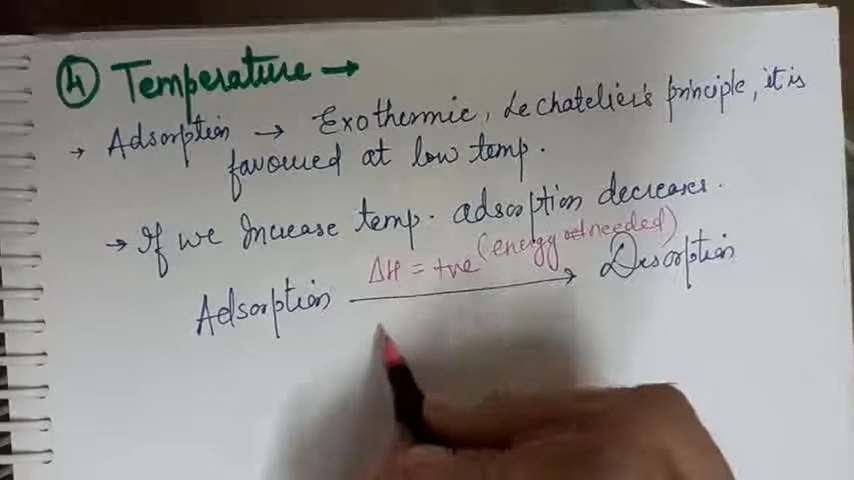 4 Temperature →
→ Adsorption → Exothermic, Le chatelier's principle, it is
favoured at low temp.
→ If we Increase temp. adsorption decreases.
ΔH = +ve (energy needed)
Adsorption → Desorption